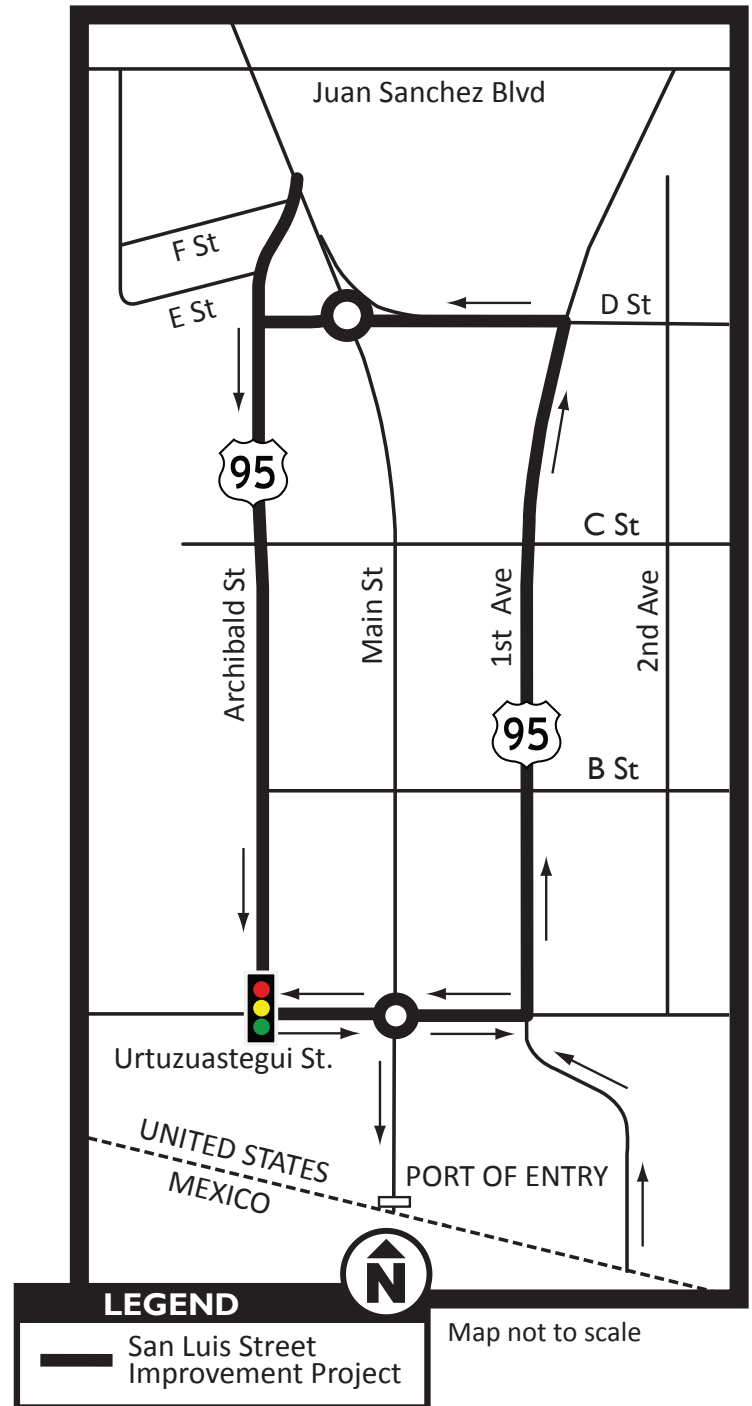 Juan Sanchez Blvd
F St
E St
D St
95
C St
Archibald St
Main St
1st Ave
2nd Ave
95
B St
Urtuzuastegui St.
UNITED STATES
MEXICO
PORT OF ENTRY
N
LEGEND
San Luis Street
Improvement Project
Map not to scale